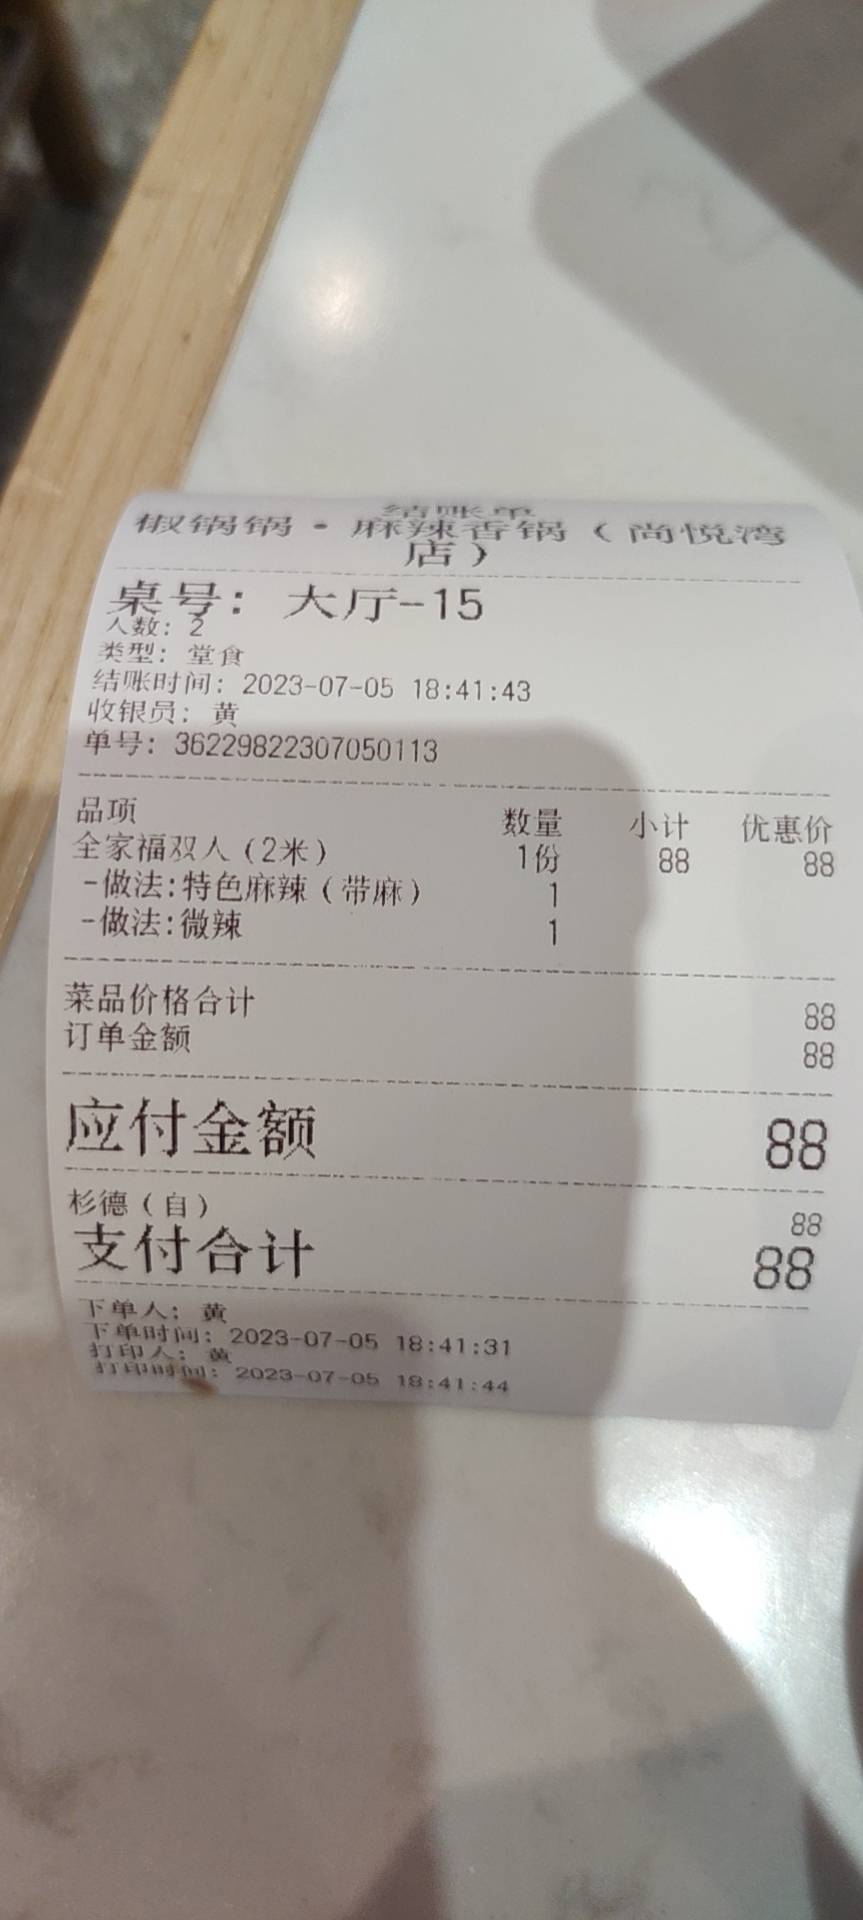 结账单
椒锅锅·麻辣香锅（尚悦湾
店）
桌号：大厅-15
人数：2
类型：堂食
结账时间：2023-07-05 18:41:43
收银员：黄
单号：36229822307050113
品项 数量 小计 优惠价
全家福双人（2米） 1份 88 88
-做法:特色麻辣（带麻） 1
-做法:微辣 1
菜品价格合计 88
订单金额 88
应付金额 88
杉德（自） 88
支付合计 88
下单人：黄
下单时间：2023-07-05 18:41:31
打印人：黄
打印时间：2023-07-05 18:41:44